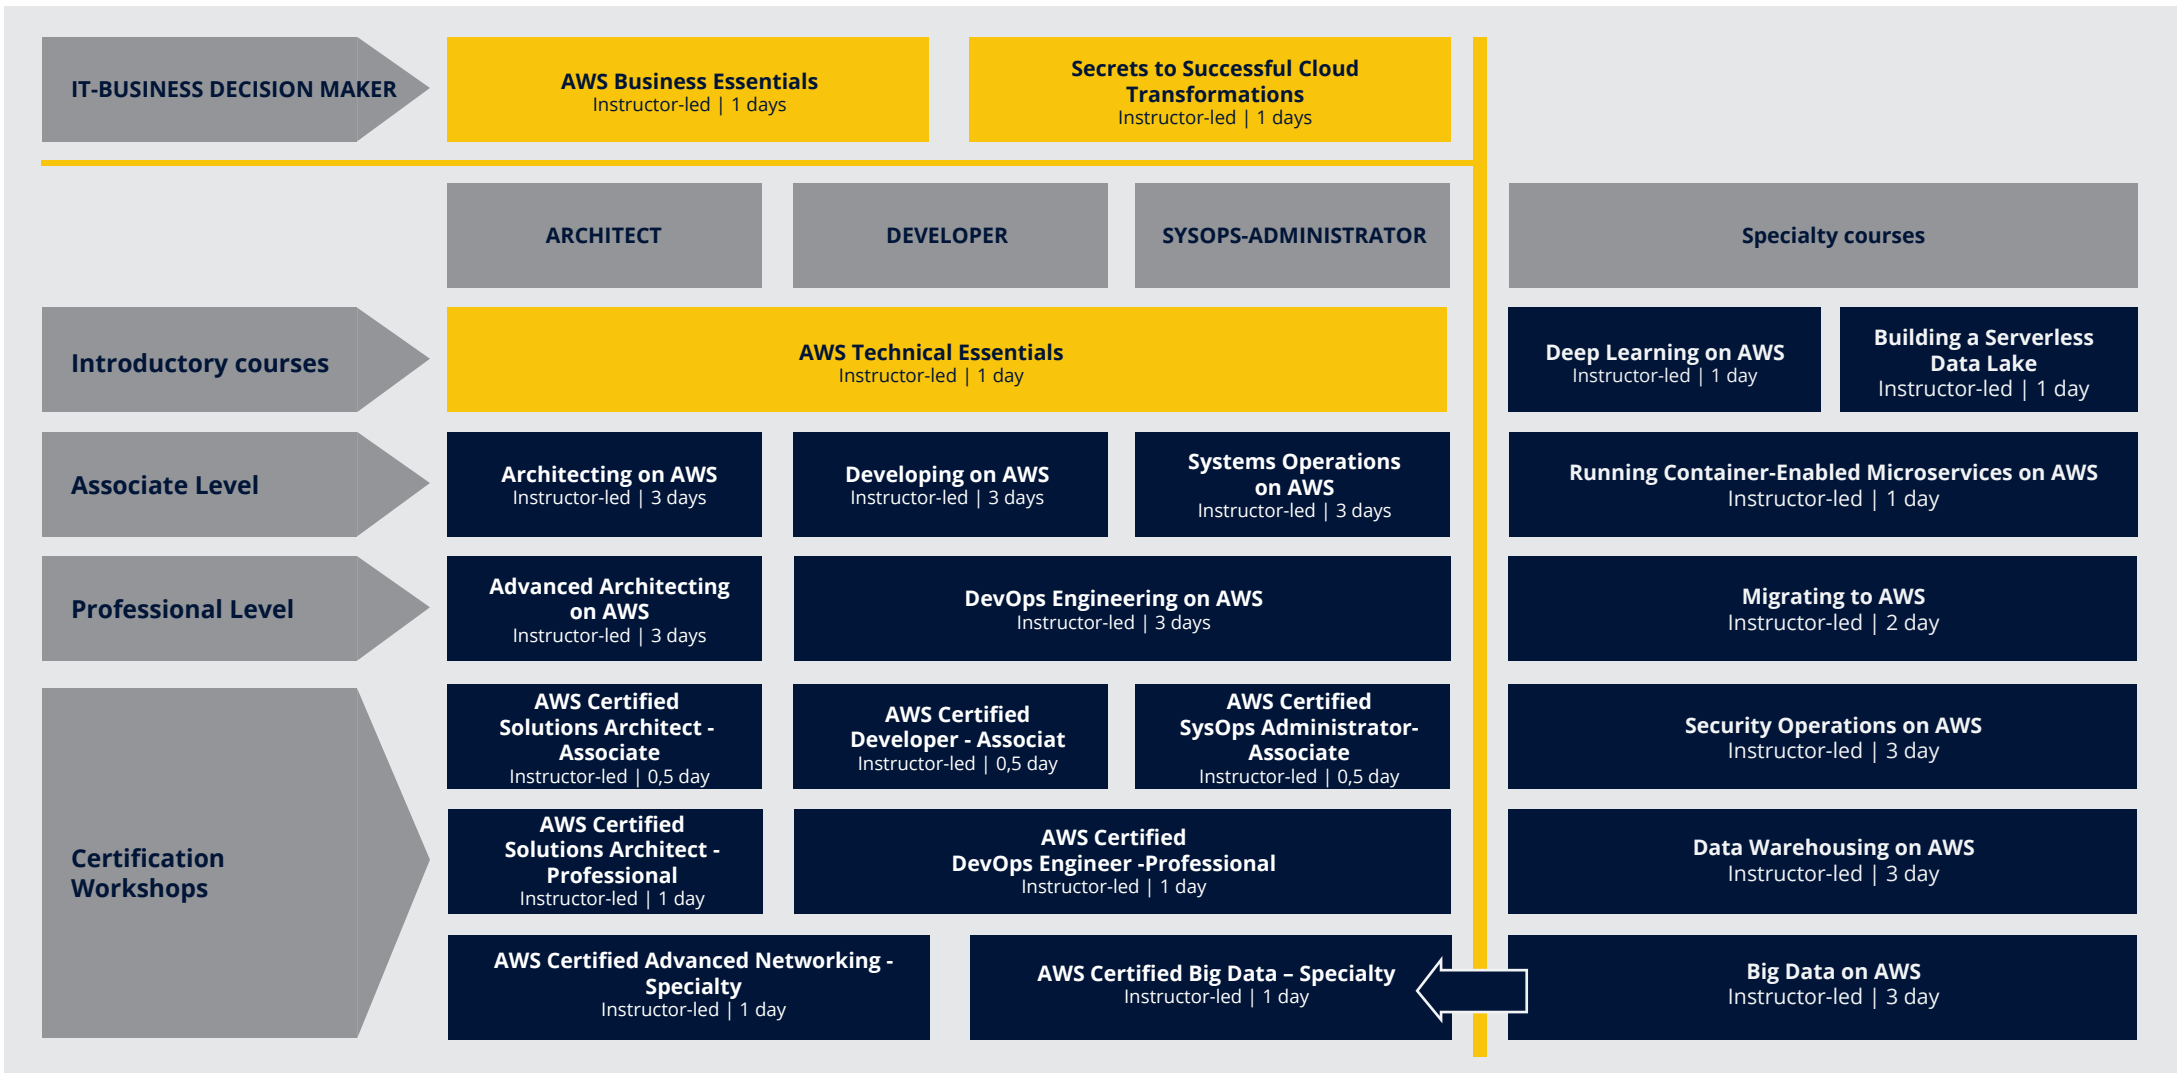 IT-BUSINESS DECISION MAKER
AWS Business Essentials
Instructor-led | 1 days
Secrets to Successful Cloud
Transformations
Instructor-led | 1 days
ARCHITECT
DEVELOPER
SYSOPS-ADMINISTRATOR
Specialty courses
Introductory courses
AWS Technical Essentials
Instructor-led | 1 day
Deep Learning on AWS
Instructor-led | 1 day
Building a Serverless
Data Lake
Instructor-led | 1 day
Associate Level
Architecting on AWS
Instructor-led | 3 days
Developing on AWS
Instructor-led | 3 days
Systems Operations
on AWS
Instructor-led | 3 days
Running Container-Enabled Microservices on AWS
Instructor-led | 1 day
Professional Level
Advanced Architecting
on AWS
Instructor-led | 3 days
DevOps Engineering on AWS
Instructor-led | 3 days
Migrating to AWS
Instructor-led | 2 day
Certification
Workshops
AWS Certified
Solutions Architect -
Associate
Instructor-led | 0,5 day
AWS Certified
Developer - Associat
Instructor-led | 0,5 day
AWS Certified
SysOps Administrator-
Associate
Instructor-led | 0,5 day
Security Operations on AWS
Instructor-led | 3 day
AWS Certified
Solutions Architect -
Professional
Instructor-led | 1 day
AWS Certified
DevOps Engineer -Professional
Instructor-led | 1 day
Data Warehousing on AWS
Instructor-led | 3 day
AWS Certified Advanced Networking -
Specialty
Instructor-led | 1 day
AWS Certified Big Data – Specialty
Instructor-led | 1 day
Big Data on AWS
Instructor-led | 3 day